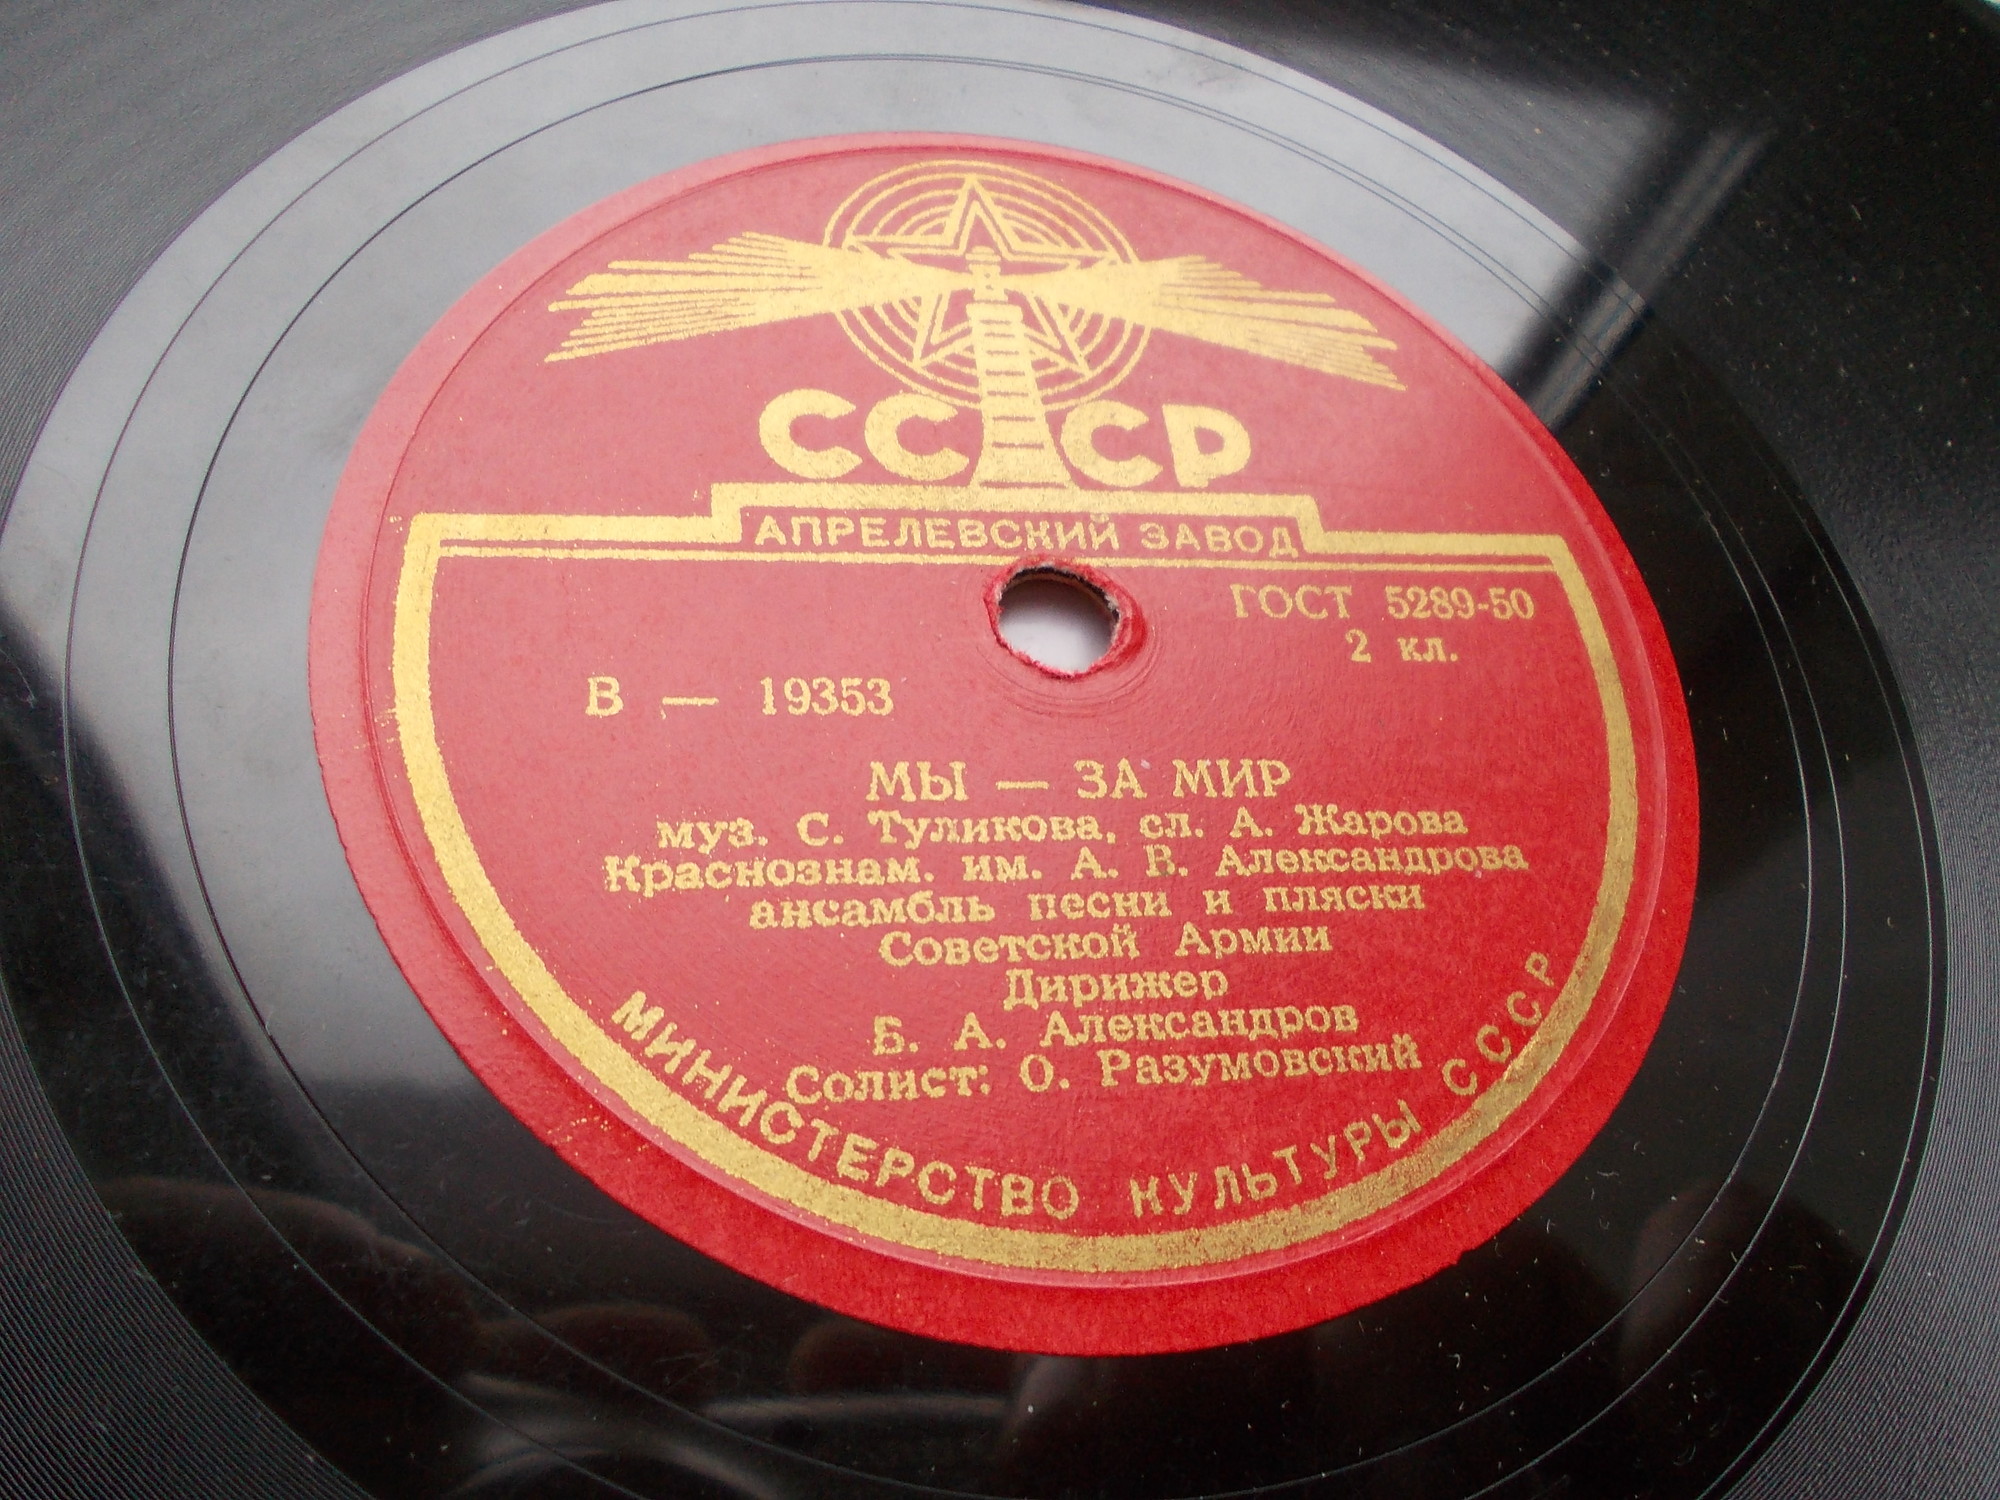 СССР
АПРЕЛЕВСКИЙ ЗАВОД
ГОСТ 5289-50
2 кл.
В — 19353
МЫ — ЗА МИР
муз. С. Туликова, сл. А. Жарова
Краснознам. им. А. В. Александрова
ансамбль песни и пляски
Советской Армии
Дирижер
Б. А. Александров
Солист: О. Разумовский
МИНИСТЕРСТВО КУЛЬТУРЫ СССР